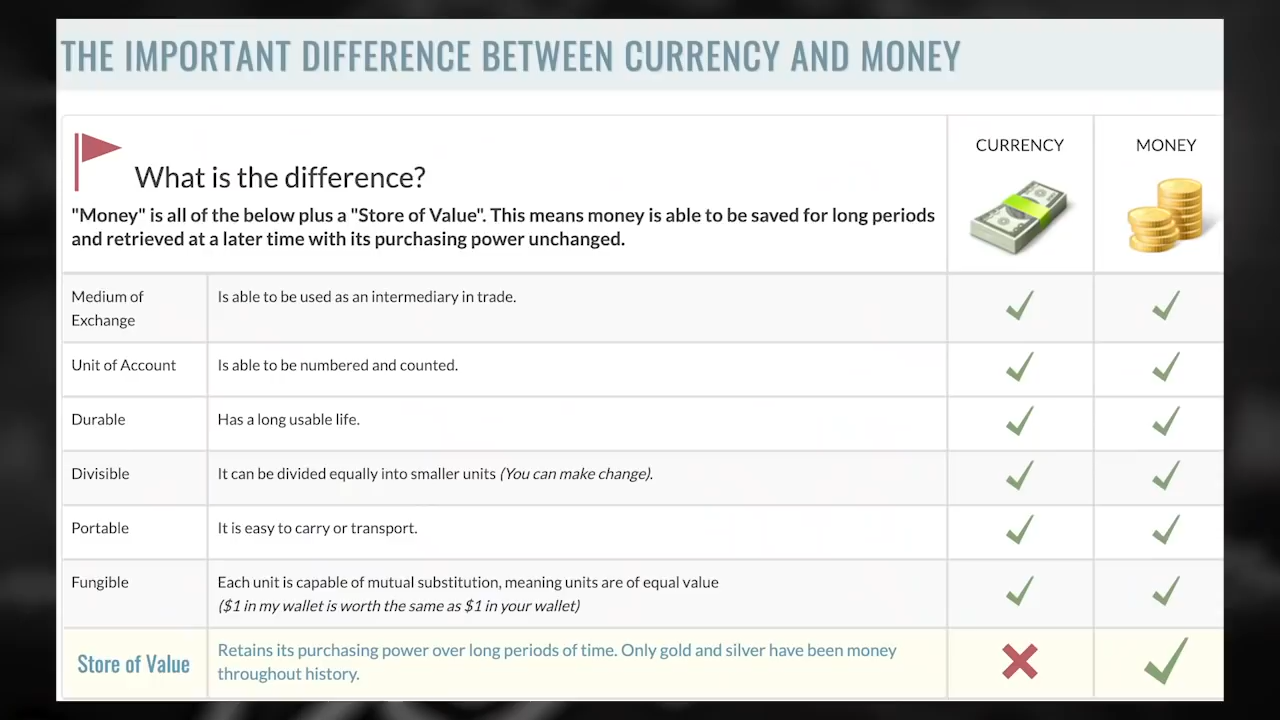 THE IMPORTANT DIFFERENCE BETWEEN CURRENCY AND MONEY
What is the difference?
"Money" is all of the below plus a "Store of Value". This means money is able to be saved for long periods
and retrieved at a later time with its purchasing power unchanged.
CURRENCY
MONEY
Medium of
Exchange
Is able to be used as an intermediary in trade.
Unit of Account
Is able to be numbered and counted.
Durable
Has a long usable life.
Divisible
It can be divided equally into smaller units (You can make change).
Portable
It is easy to carry or transport.
Fungible
Each unit is capable of mutual substitution, meaning units are of equal value
($1 in my wallet is worth the same as $1 in your wallet)
Store of Value
Retains its purchasing power over long periods of time. Only gold and silver have been money
throughout history.